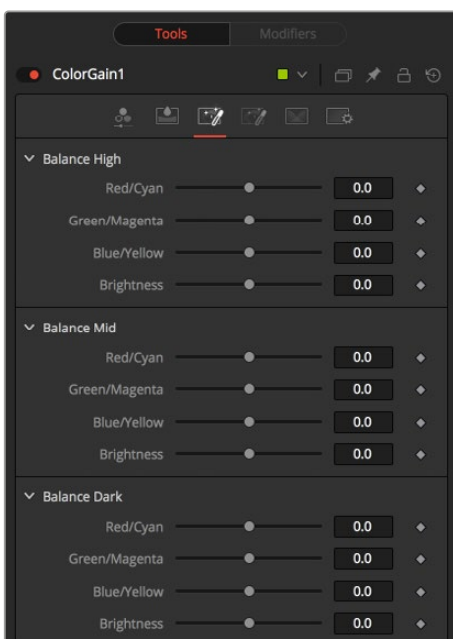 Tools Modifiers
ColorGain1
Balance High
Red/Cyan 0.0
Green/Magenta 0.0
Blue/Yellow 0.0
Brightness 0.0
Balance Mid
Red/Cyan 0.0
Green/Magenta 0.0
Blue/Yellow 0.0
Brightness 0.0
Balance Dark
Red/Cyan 0.0
Green/Magenta 0.0
Blue/Yellow 0.0
Brightness 0.0